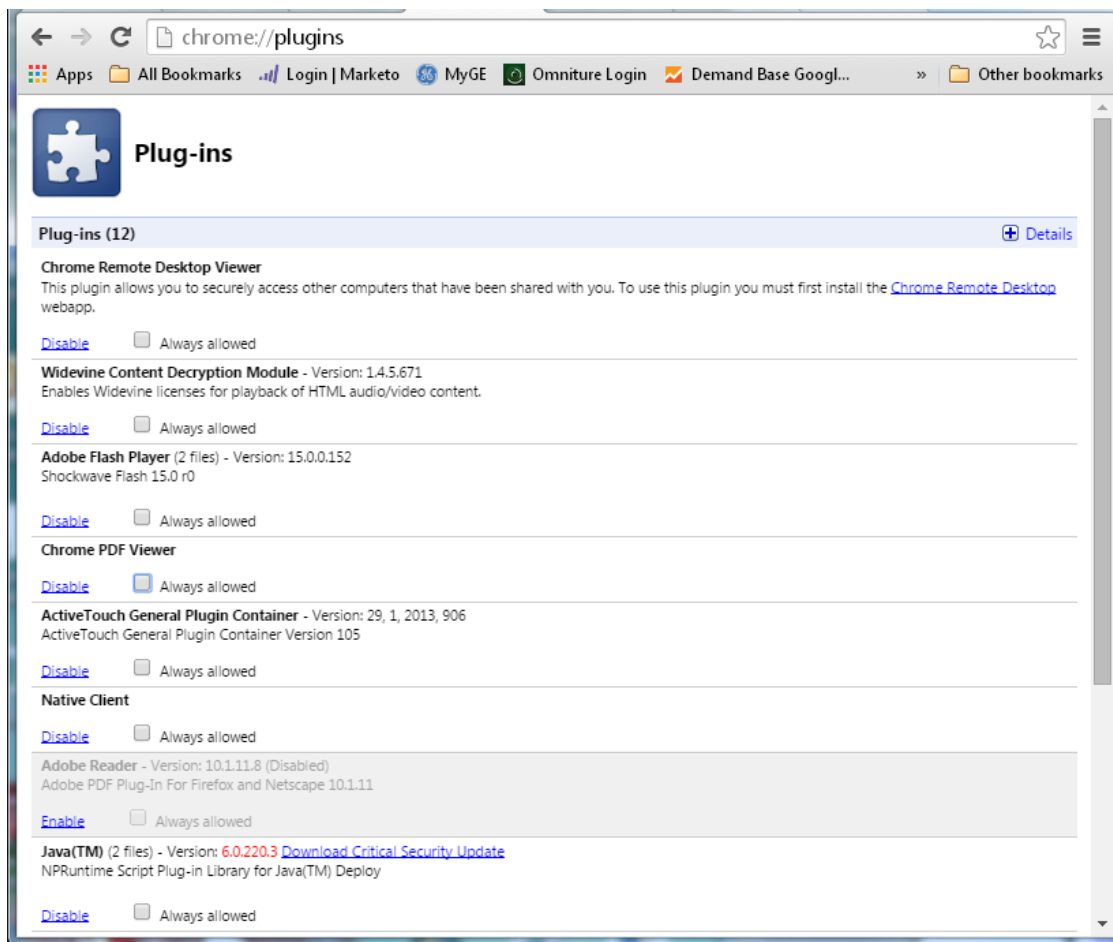 chrome://plugins
Apps All Bookmarks Login | Marketo MyGE Omniture Login Demand Base Googl... » Other bookmarks
Plug-ins
Plug-ins (12) Details
Chrome Remote Desktop Viewer
This plugin allows you to securely access other computers that have been shared with you. To use this plugin you must first install the Chrome Remote Desktop
webapp.
Disable Always allowed
Widevine Content Decryption Module - Version: 1.4.5.671
Enables Widevine licenses for playback of HTML audio/video content.
Disable Always allowed
Adobe Flash Player (2 files) - Version: 15.0.0.152
Shockwave Flash 15.0 r0
Disable Always allowed
Chrome PDF Viewer
Disable Always allowed
ActiveTouch General Plugin Container - Version: 29, 1, 2013, 906
ActiveTouch General Plugin Container Version 105
Disable Always allowed
Native Client
Disable Always allowed
Adobe Reader - Version: 10.1.11.8 (Disabled)
Adobe PDF Plug-In For Firefox and Netscape 10.1.11
Enable Always allowed
Java(TM) (2 files) - Version: 6.0.220.3 Download Critical Security Update
NPRuntime Script Plug-in Library for Java(TM) Deploy
Disable Always allowed